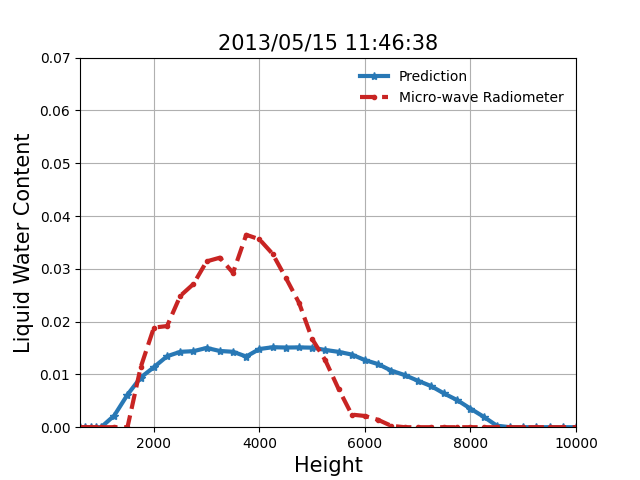 2013/05/15 11:46:38
0.07
0.06
0.05
0.04
0.03
0.02
0.01
0.00
Liquid Water Content
Prediction
Micro-wave Radiometer
2000 4000 6000 8000 10000
Height